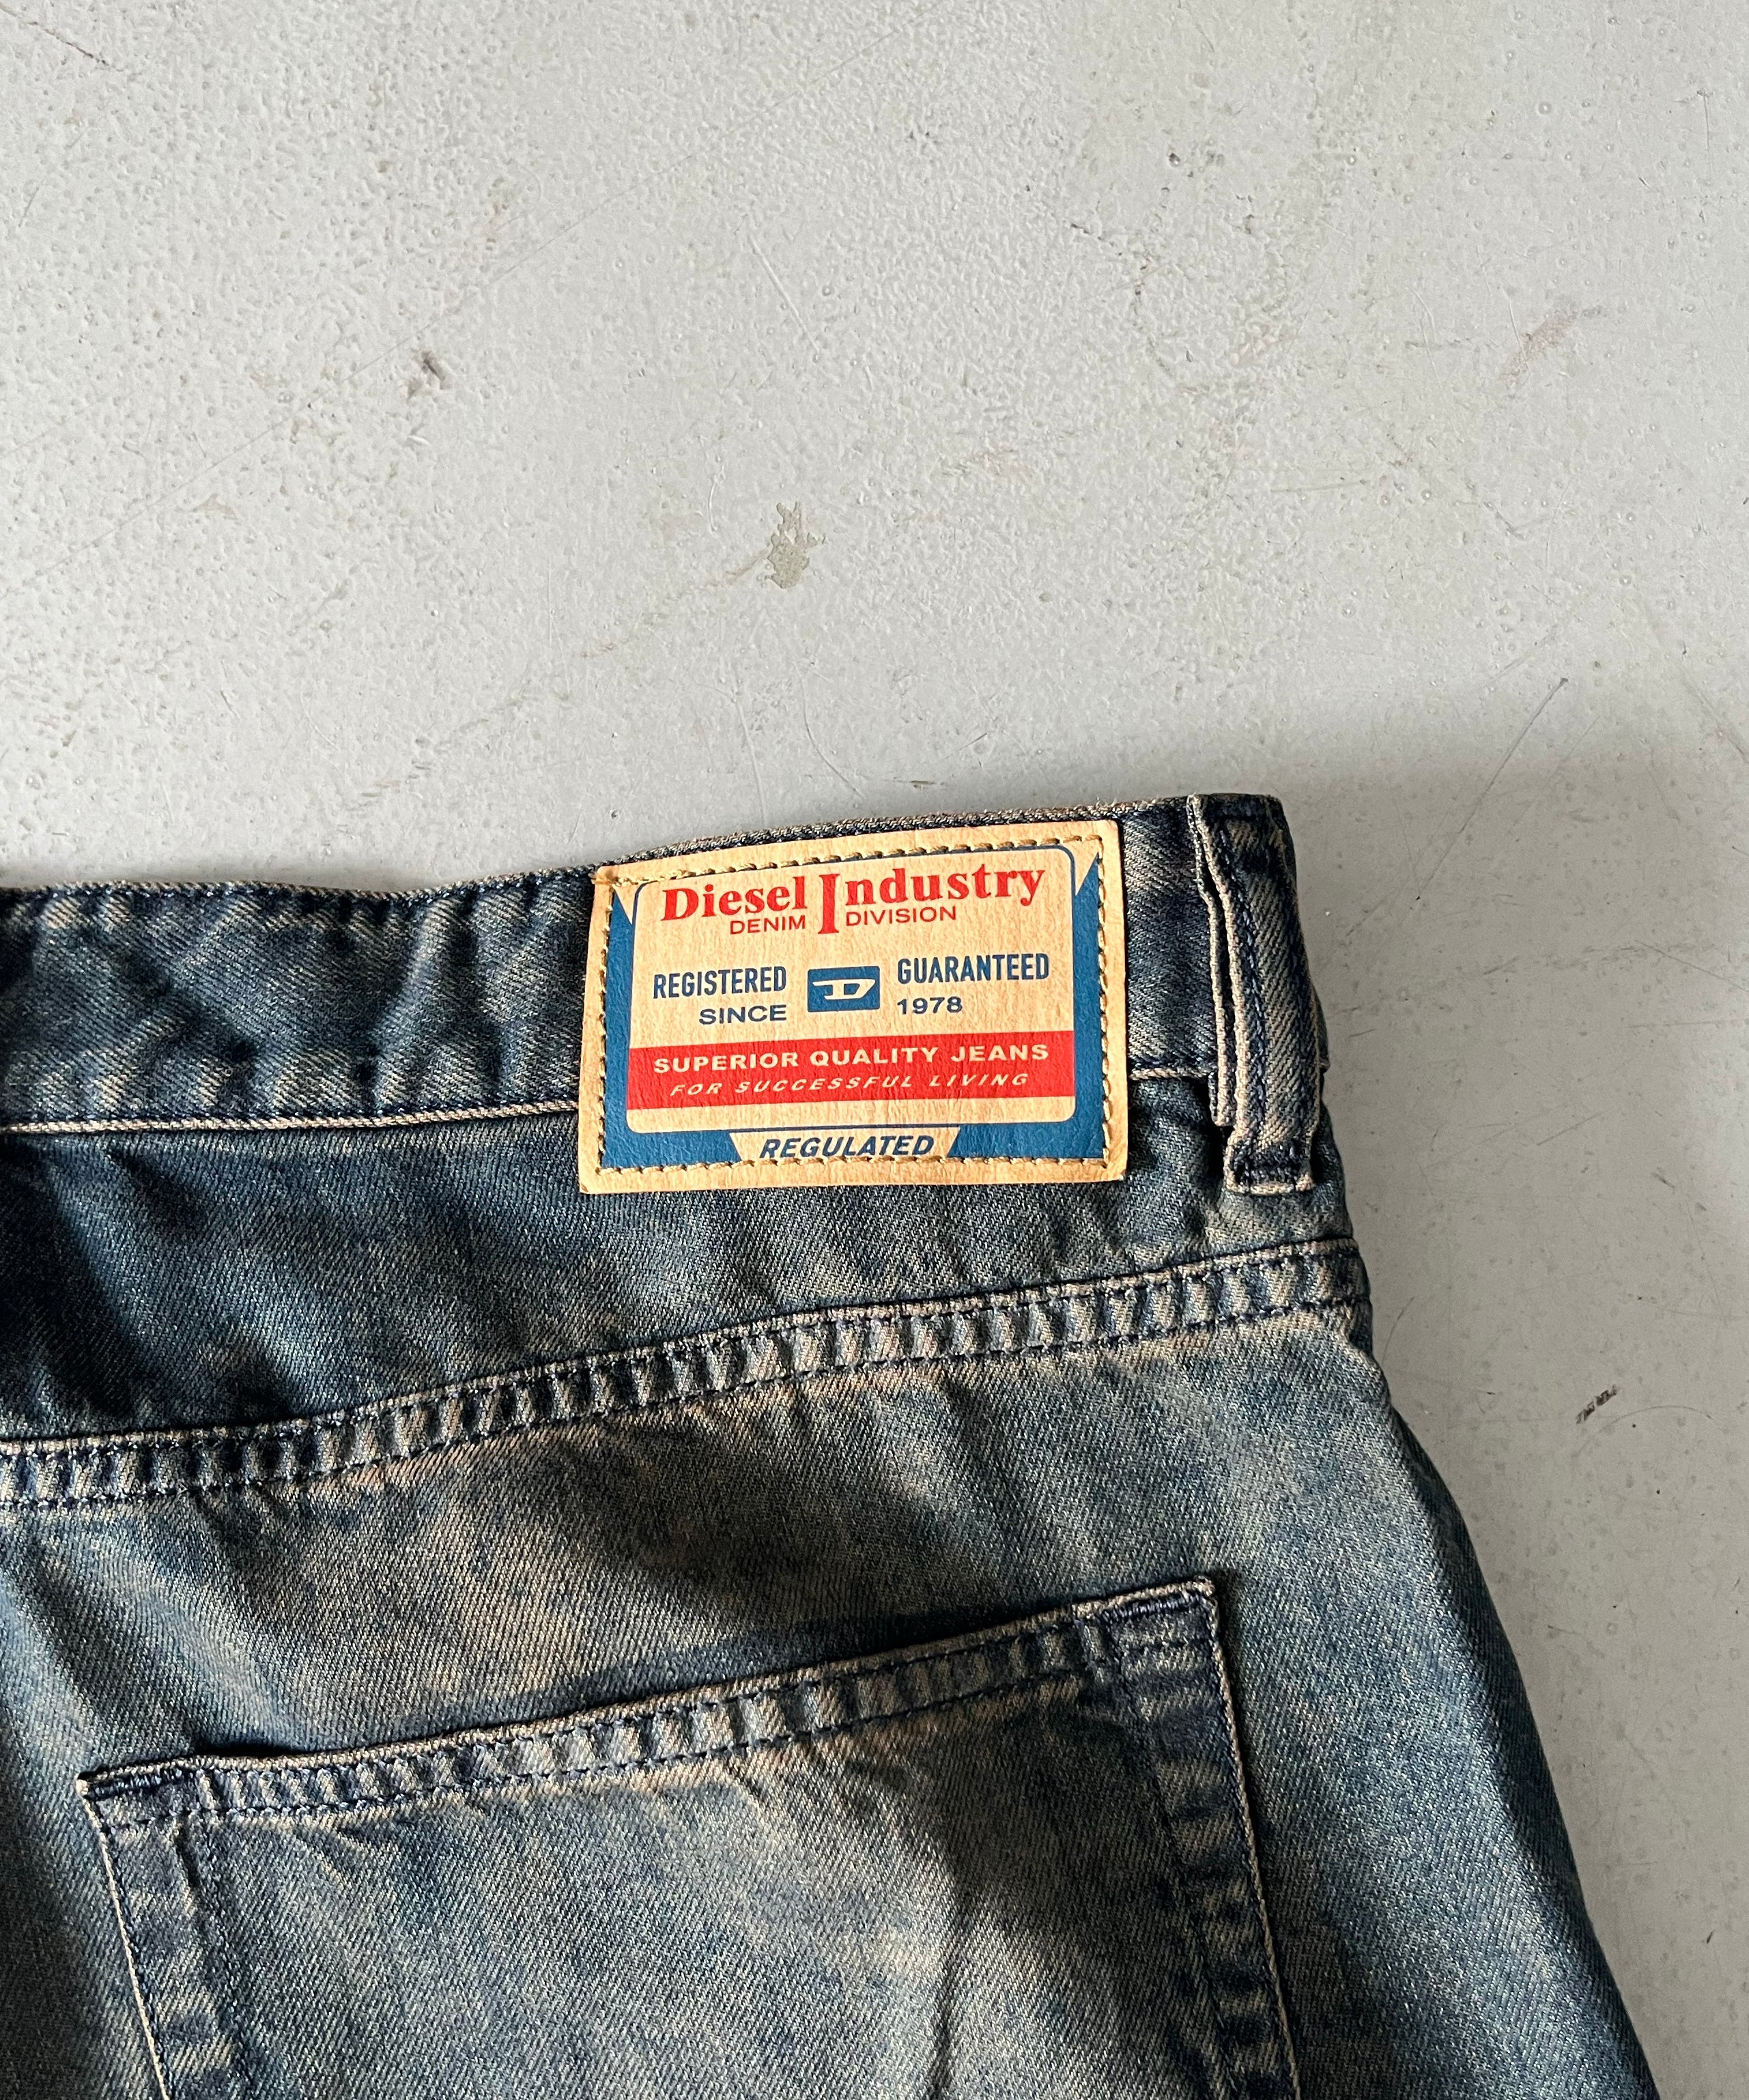 Diesel Industry
DENIM DIVISION
REGISTERED D GUARANTEED
SINCE 1978
SUPERIOR QUALITY JEANS
FOR SUCCESSFUL LIVING
REGULATED